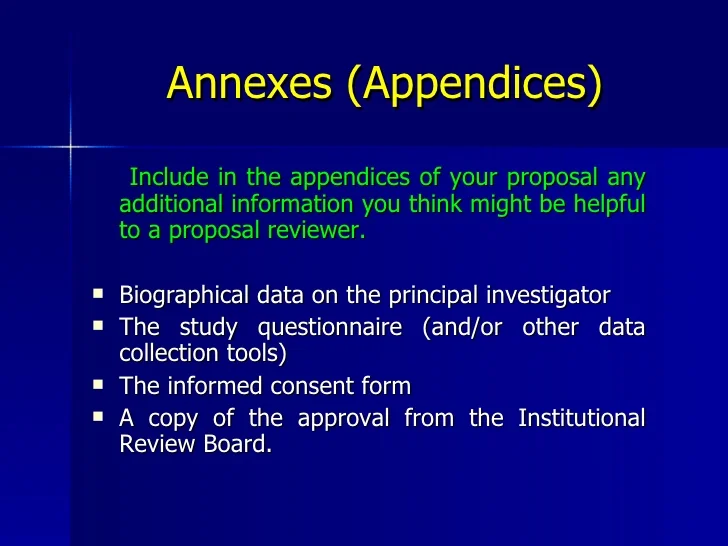 Annexes (Appendices)
Include in the appendices of your proposal any
additional information you think might be helpful
to a proposal reviewer.
Biographical data on the principal investigator
The study questionnaire (and/or other data
collection tools)
The informed consent form
A copy of the approval from the Institutional
Review Board.